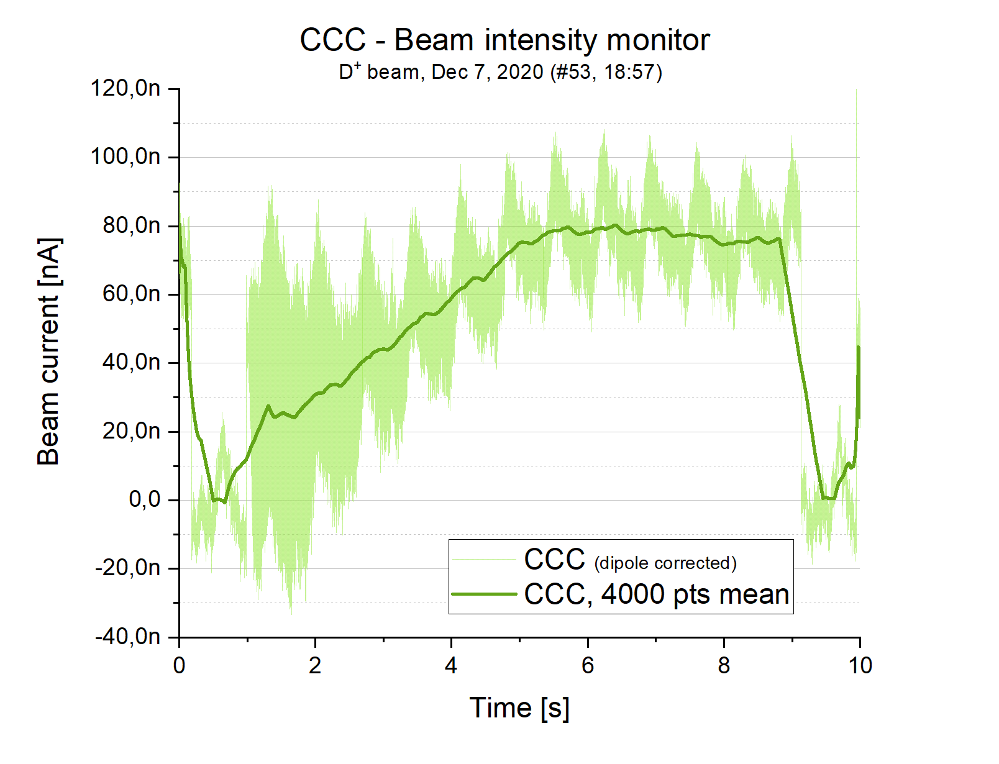 CCC - Beam intensity monitor
D⁺ beam, Dec 7, 2020 (#53, 18:57)
120,0n
100,0n
80,0n
60,0n
40,0n
20,0n
0,0
-20,0n
-40,0n
Beam current [nA]
CCC (dipole corrected)
CCC, 4000 pts mean
0 2 4 6 8 10
Time [s]